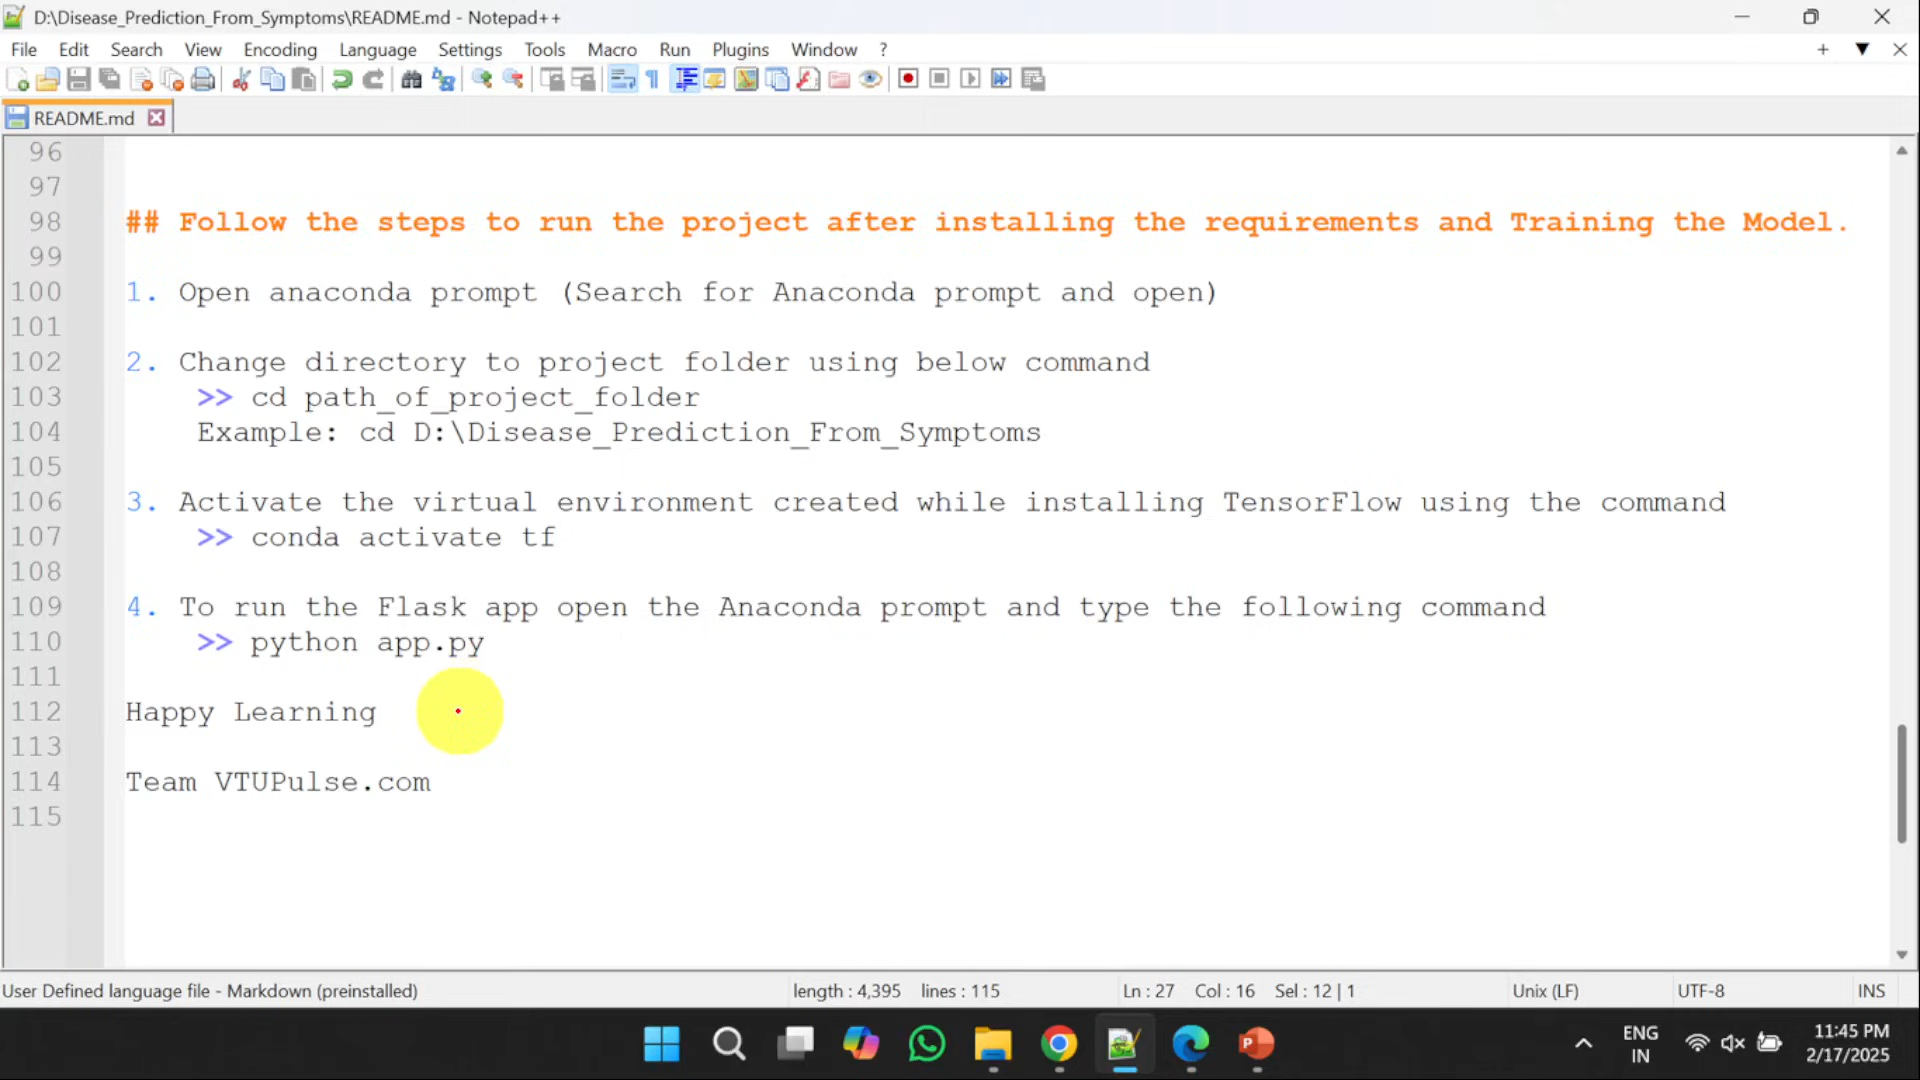 D:\Disease_Prediction_From_Symptoms\README.md - Notepad++
File Edit Search View Encoding Language Settings Tools Macro Run Plugins Window ?
README.md
96
97
98 ## Follow the steps to run the project after installing the requirements and Training the Model.
99
100 1. Open anaconda prompt (Search for Anaconda prompt and open)
101
102 2. Change directory to project folder using below command
103 >> cd path_of_project_folder
104 Example: cd D:\Disease_Prediction_From_Symptoms
105
106 3. Activate the virtual environment created while installing TensorFlow using the command
107 >> conda activate tf
108
109 4. To run the Flask app open the Anaconda prompt and type the following command
110 >> python app.py
111
112 Happy Learning
113
114 Team VTUPulse.com
115
User Defined language file - Markdown (preinstalled) length : 4,395 lines : 115 Ln : 27 Col : 16 Sel : 12 | 1 Unix (LF) UTF-8 INS
ENG 11:45 PM
IN 2/17/2025